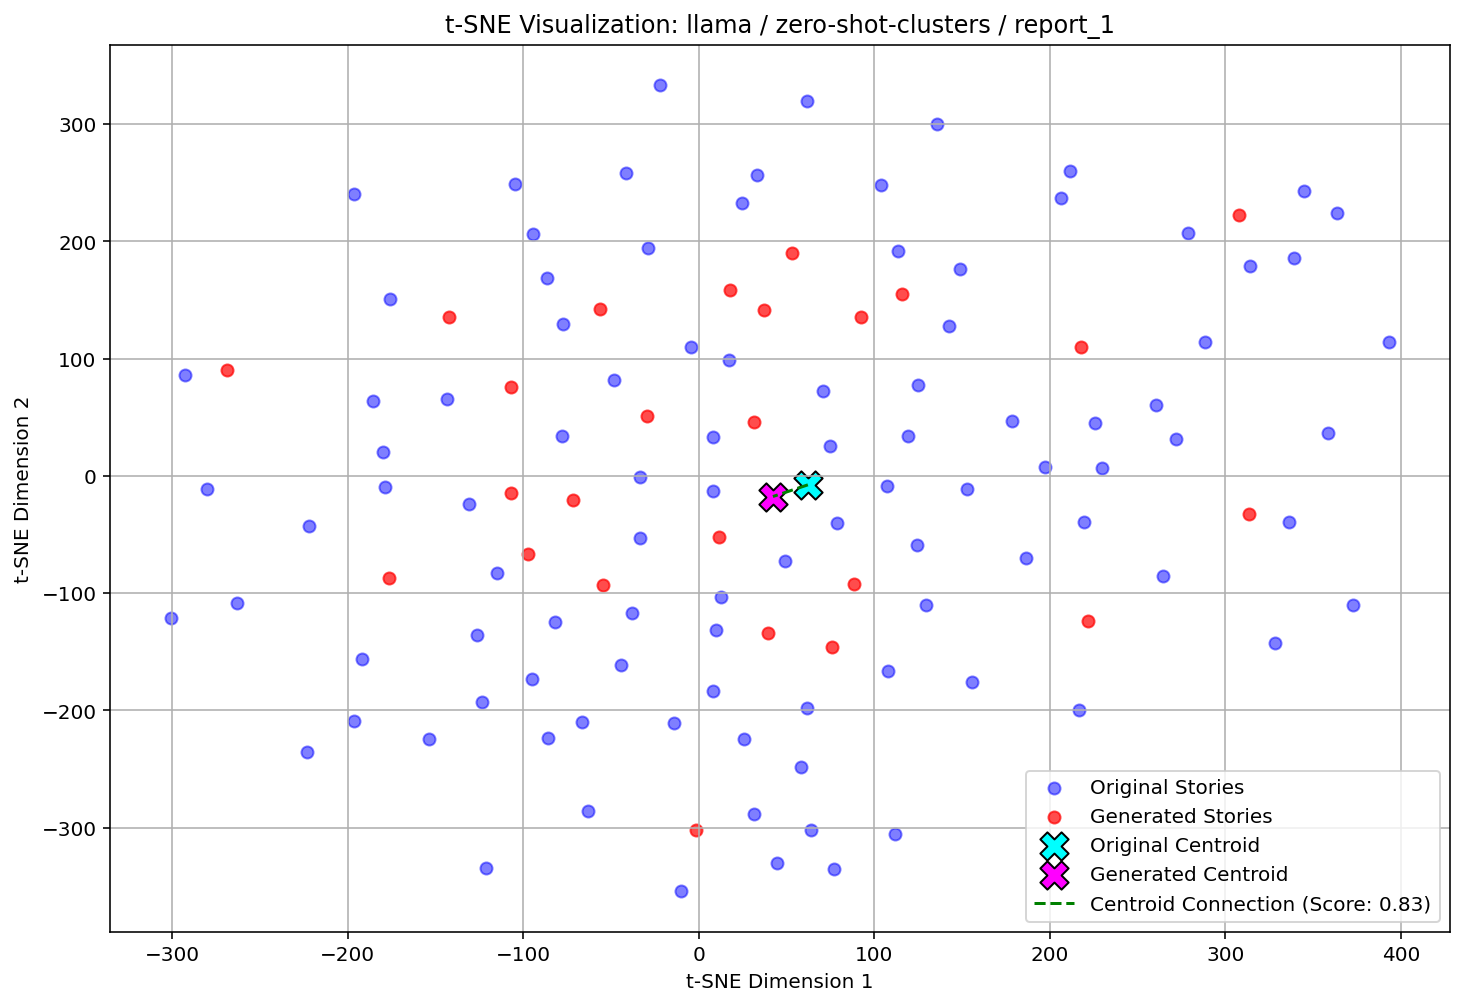 t-SNE Visualization: llama / zero-shot-clusters / report_1
t-SNE Dimension 2
300
200
100
0
−100
−200
−300
−300
−200
−100
0
100
200
300
400
t-SNE Dimension 1
Original Stories
Generated Stories
Original Centroid
Generated Centroid
Centroid Connection (Score: 0.83)